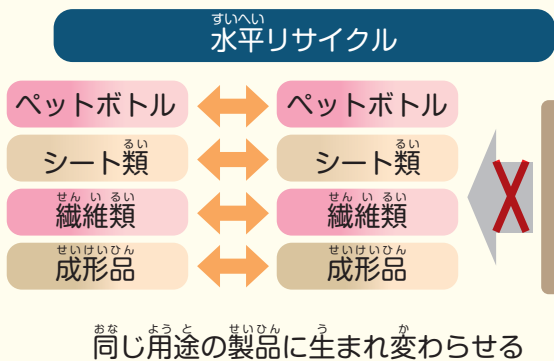 すいへい
水平リサイクル
ペットボトル ペットボトル
るい るい
シート類 シート類
せんいるい せんいるい
繊維類 繊維類
せいけいひん せいけいひん
成形品 成形品
おな ようと せいひん う か
同じ用途の製品に生まれ変わらせる